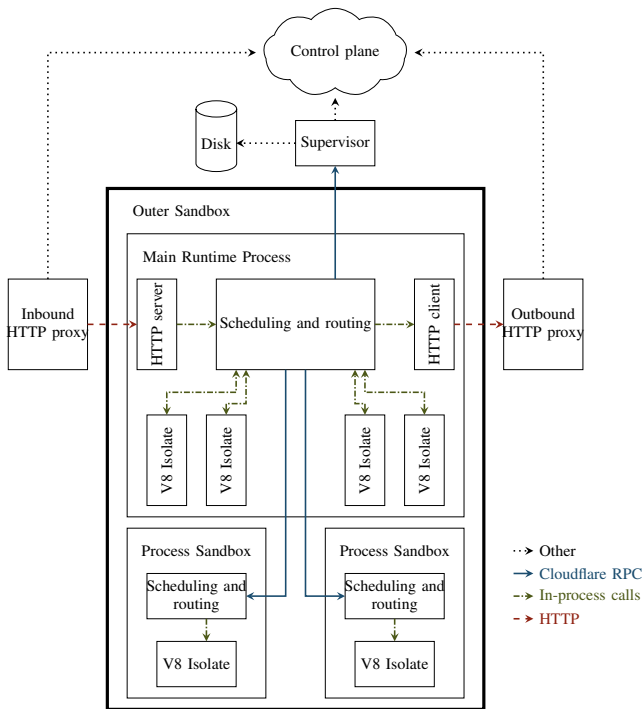 Control plane
Disk
Supervisor
Outer Sandbox
Main Runtime Process
Inbound
HTTP proxy
HTTP server
Scheduling and routing
HTTP client
Outbound
HTTP proxy
V8 Isolate
V8 Isolate
V8 Isolate
V8 Isolate
Process Sandbox
Scheduling and
routing
V8 Isolate
Process Sandbox
Scheduling and
routing
V8 Isolate
Other
Cloudflare RPC
In-process calls
HTTP